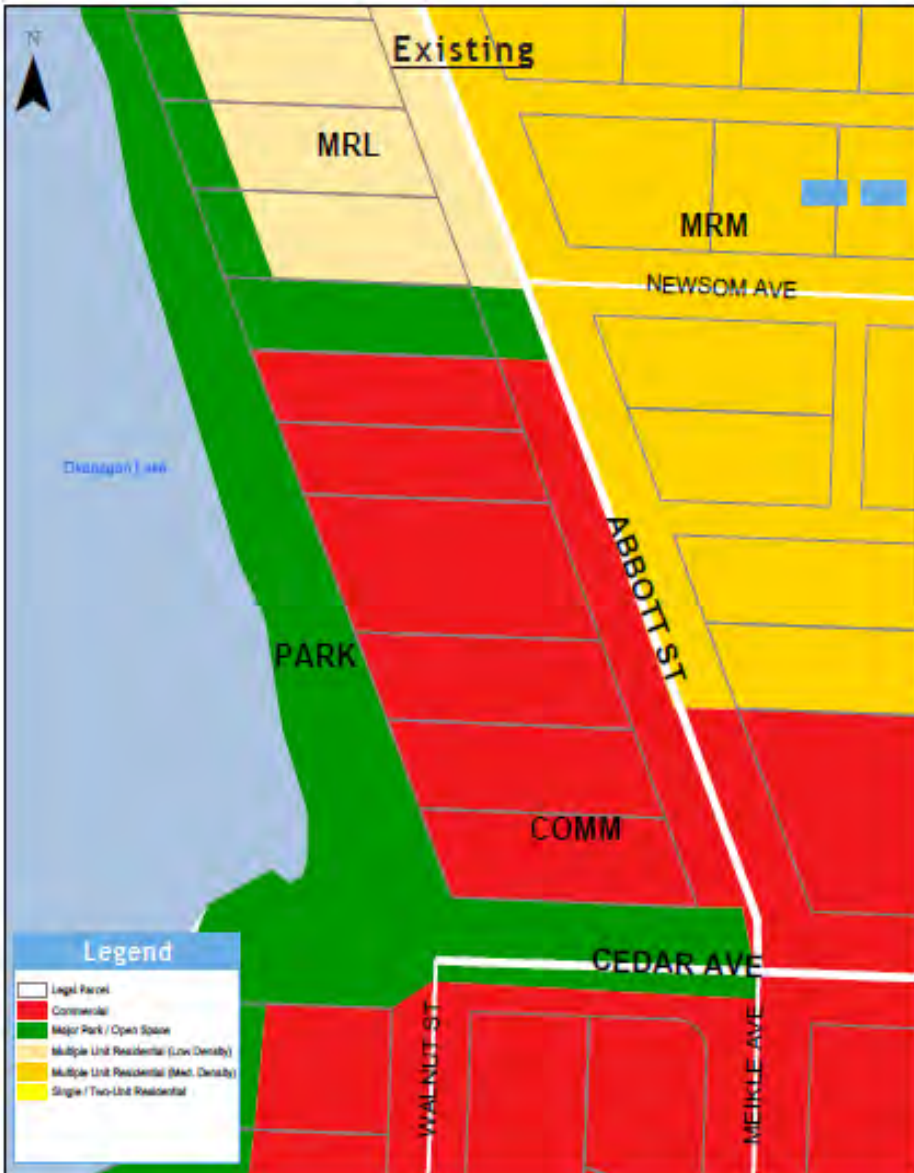 N
Existing
MRL
MRM
NEWSOM AVE
Okanagan Lake
ABBOTT ST
PARK
COMM
CEDAR AVE
WALNUT ST
MEIKLE AVE
Legend
Legal Parcel
Commercial
Major Park / Open Space
Multiple Unit Residential (Low Density)
Multiple Unit Residential (Med. Density)
Single / Two-Unit Residential